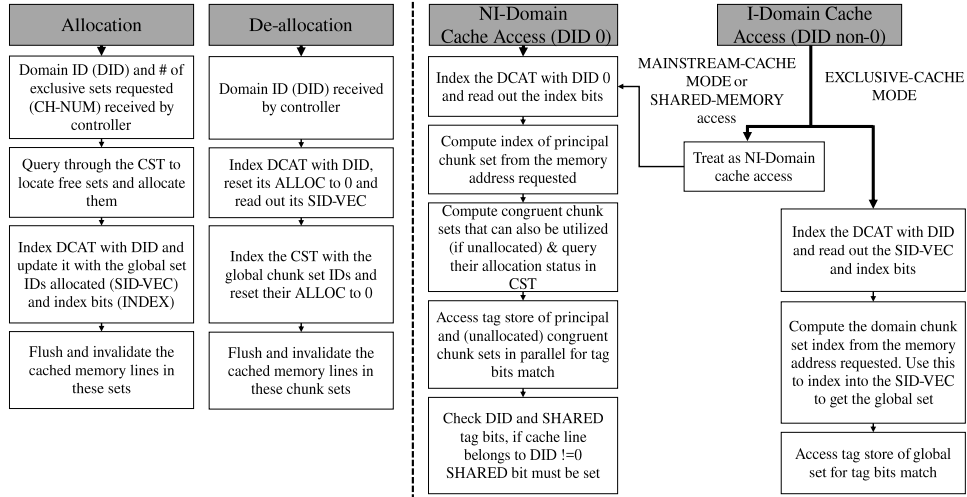 Allocation
Domain ID (DID) and # of
exclusive sets requested
(CH-NUM) received by
controller
Query through the CST to
locate free sets and allocate
them
Index DCAT with DID and
update it with the global set
IDs allocated (SID-VEC)
and index bits (INDEX)
Flush and invalidate the
cached memory lines in
these sets
De-allocation
Domain ID (DID) received
by controller
Index DCAT with DID,
reset its ALLOC to 0 and
read out its SID-VEC
Index the CST with the
global chunk set IDs and
reset their ALLOC to 0
Flush and invalidate the
cached memory lines in
these chunk sets
NI-Domain
Cache Access (DID 0)
Index the DCAT with DID 0
and read out the index bits
Compute index of principal
chunk set from the memory
address requested
Compute congruent chunk
sets that can also be utilized
(if unallocated) & query
their allocation status in
CST
Access tag store of principal
and (unallocated) congruent
chunk sets in parallel for tag
bits match
Check DID and SHARED
tag bits, if cache line
belongs to DID !=0
SHARED bit must be set
I-Domain Cache
Access (DID non-0)
MAINSTREAM-CACHE
MODE or
SHARED-MEMORY
access
EXCLUSIVE-CACHE
MODE
Treat as NI-Domain
cache access
Index the DCAT with DID
and read out the SID-VEC
and index bits
Compute the domain chunk
set index from the memory
address requested. Use this
to index into the SID-VEC
to get the global set
Access tag store of global
set for tag bits match